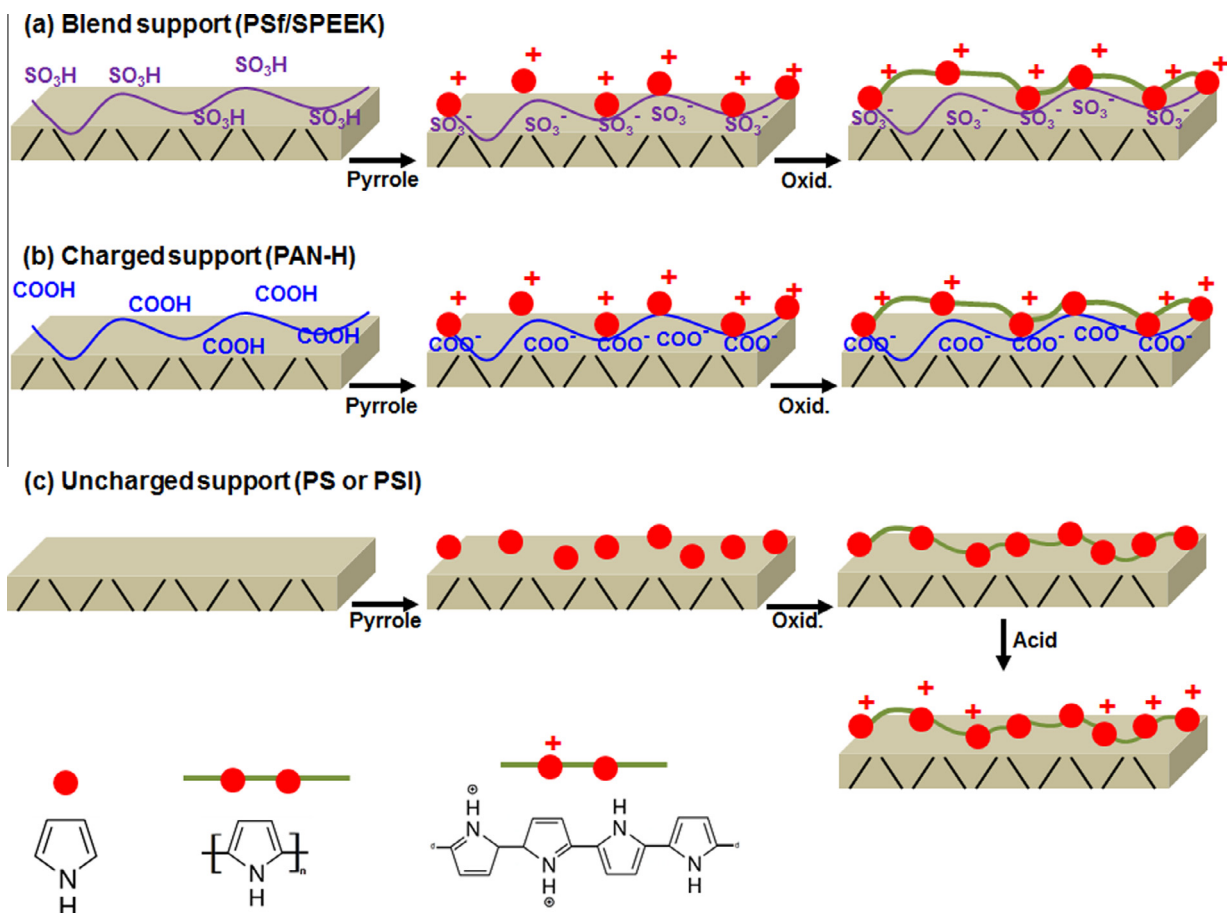 (a) Blend support (PSf/SPEEK)
SO3H SO3H SO3H SO3H SO3H
+ + + + + +
SO3- SO3- SO3- SO3- SO3-
+ + + + + +
SO3- SO3- SO3- SO3- SO3-
Pyrrole
Oxid.
(b) Charged support (PAN-H)
COOH COOH COOH COOH COOH
+ + + + + +
COO- COO- COO- COO- COO-
+ + + + +
COO- COO- COO- COO- COO-
Pyrrole
Oxid.
(c) Uncharged support (PS or PSI)
Pyrrole
Oxid.
Acid
+ + + + + +
+
N
H
[ ]n
N
H
⊕
H
N
N
H
⊕
H
N
N
H
d d